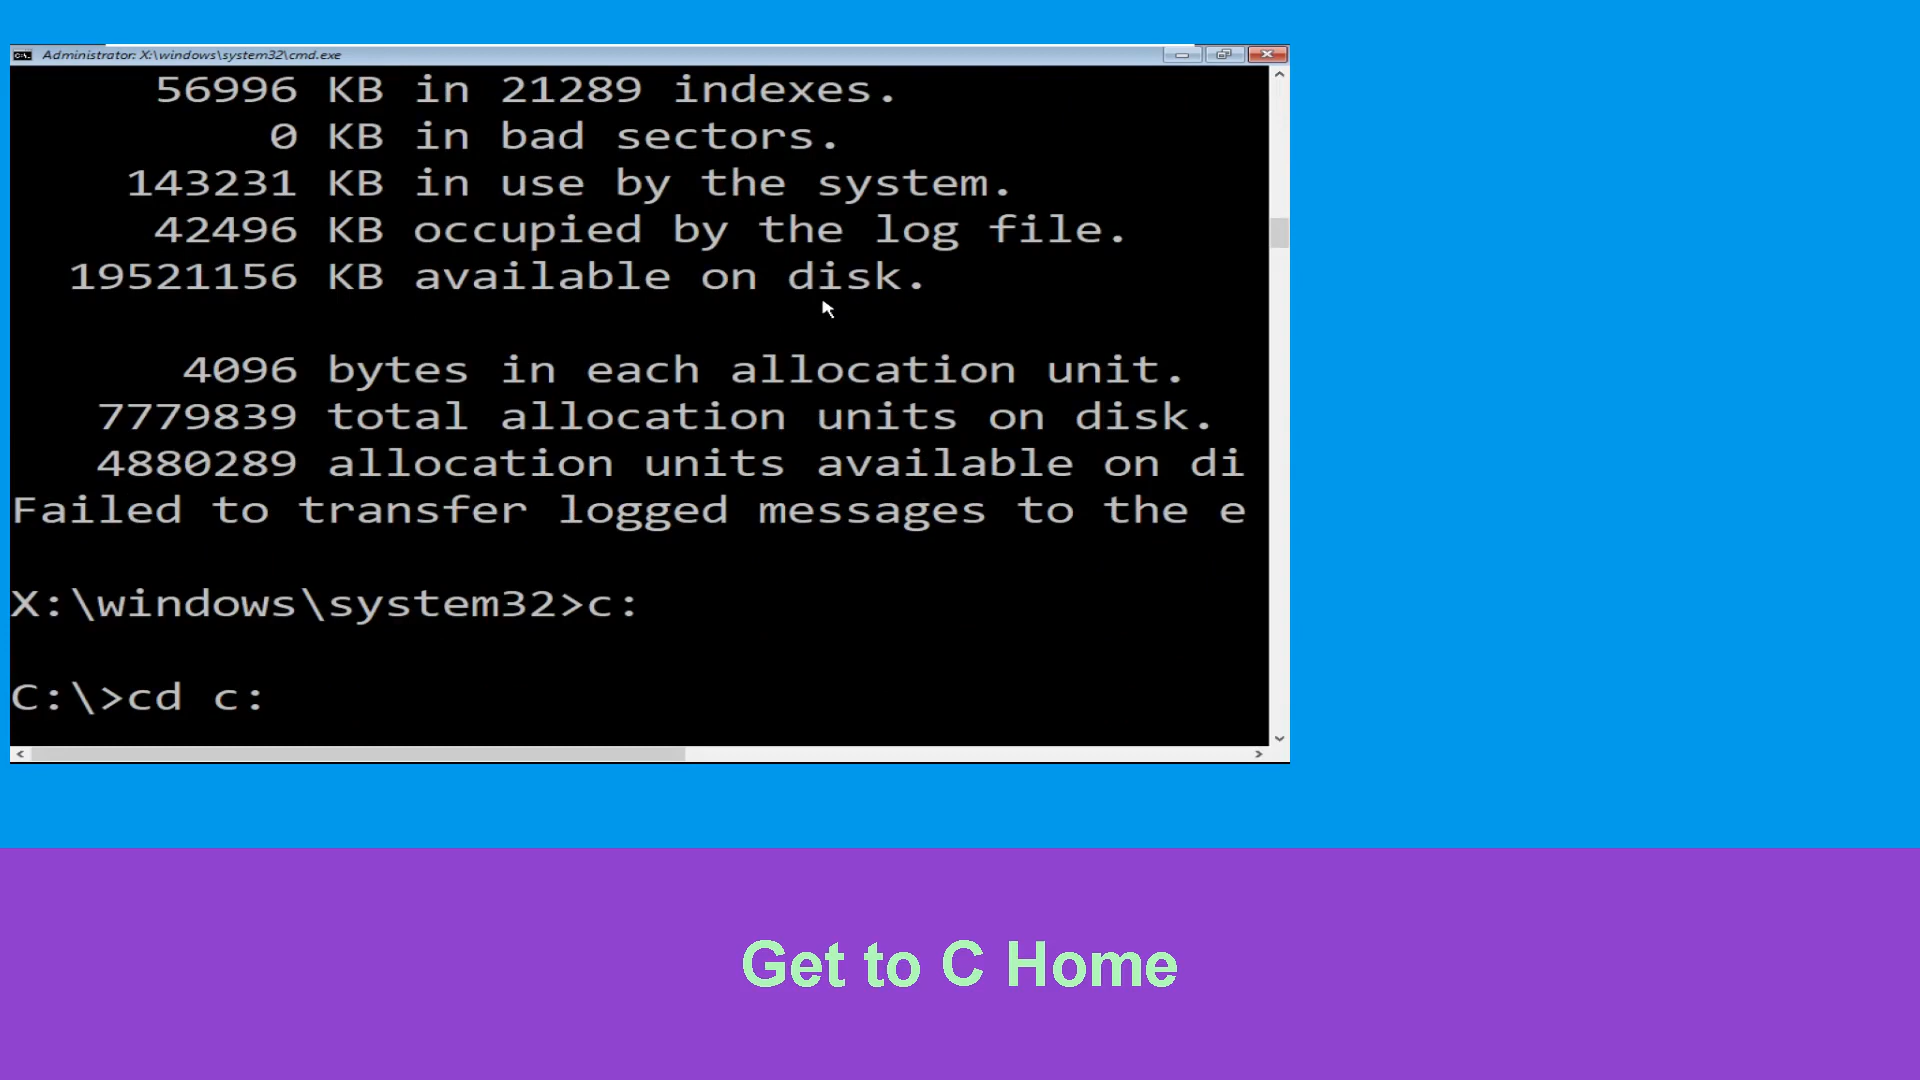 Administrator: X:\windows\system32\cmd.exe
56996 KB in 21289 indexes.
0 KB in bad sectors.
143231 KB in use by the system.
42496 KB occupied by the log file.
19521156 KB available on disk.
4096 bytes in each allocation unit.
7779839 total allocation units on disk.
4880289 allocation units available on di
Failed to transfer logged messages to the e
X:\windows\system32>c:
C:\>cd c:
Get to C Home